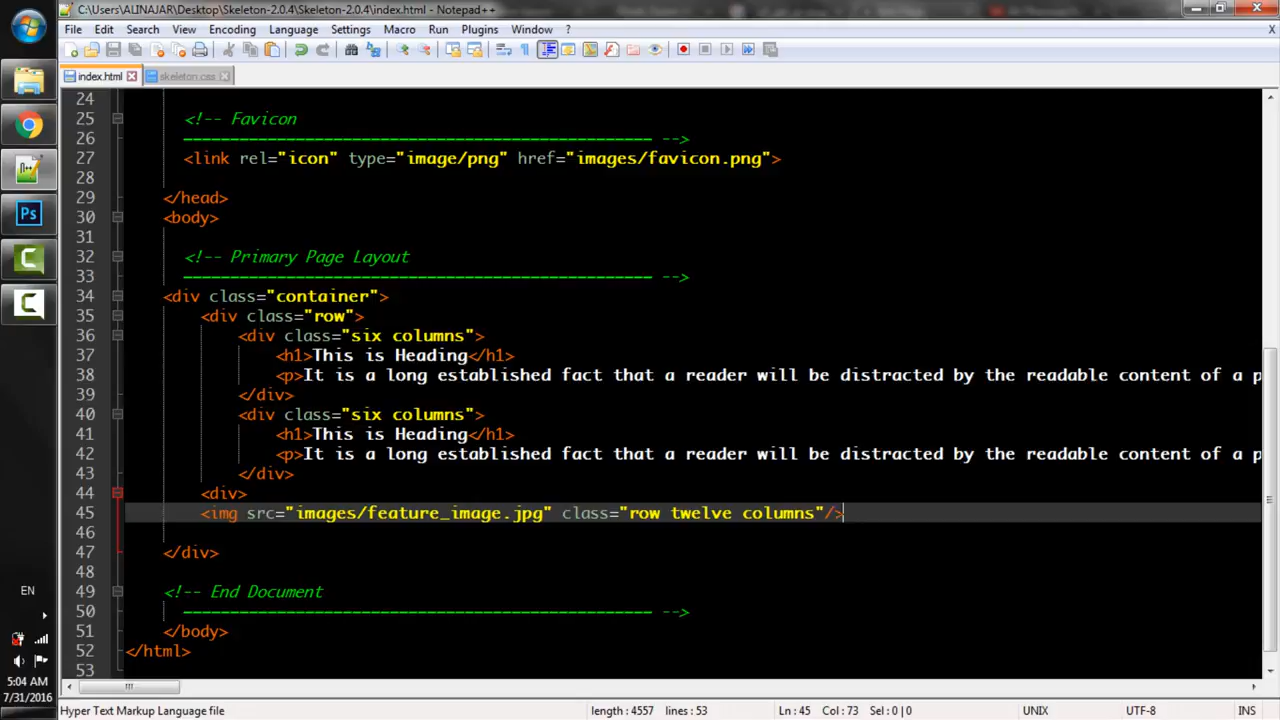 C:\Users\ALINAJAR\Desktop\Skeleton-2.0.4\Skeleton-2.0.4\index.html - Notepad++
File Edit Search View Encoding Language Settings Macro Run Plugins Window ? X
index.html skeleton.css
24
25 <!-- Favicon
26 –––––––––––––––––––––––––––––––––––––––––––––––––– -->
27 <link rel="icon" type="image/png" href="images/favicon.png">
28
29 </head>
30 <body>
31
32 <!-- Primary Page Layout
33 –––––––––––––––––––––––––––––––––––––––––––––––––– -->
34 <div class="container">
35 <div class="row">
36 <div class="six columns">
37 <h1>This is Heading</h1>
38 <p>It is a long established fact that a reader will be distracted by the readable content of a p
39 </div>
40 <div class="six columns">
41 <h1>This is Heading</h1>
42 <p>It is a long established fact that a reader will be distracted by the readable content of a p
43 </div>
44 <div>
45 <img src="images/feature_image.jpg" class="row twelve columns"/>
46
47 </div>
48
49 <!-- End Document
50 –––––––––––––––––––––––––––––––––––––––––––––––––– -->
51 </body>
52 </html>
53
Ps
EN
5:04 AM
7/31/2016
Hyper Text Markup Language file length : 4557 lines : 53 Ln : 45 Col : 73 Sel : 0 | 0 UNIX UTF-8 INS